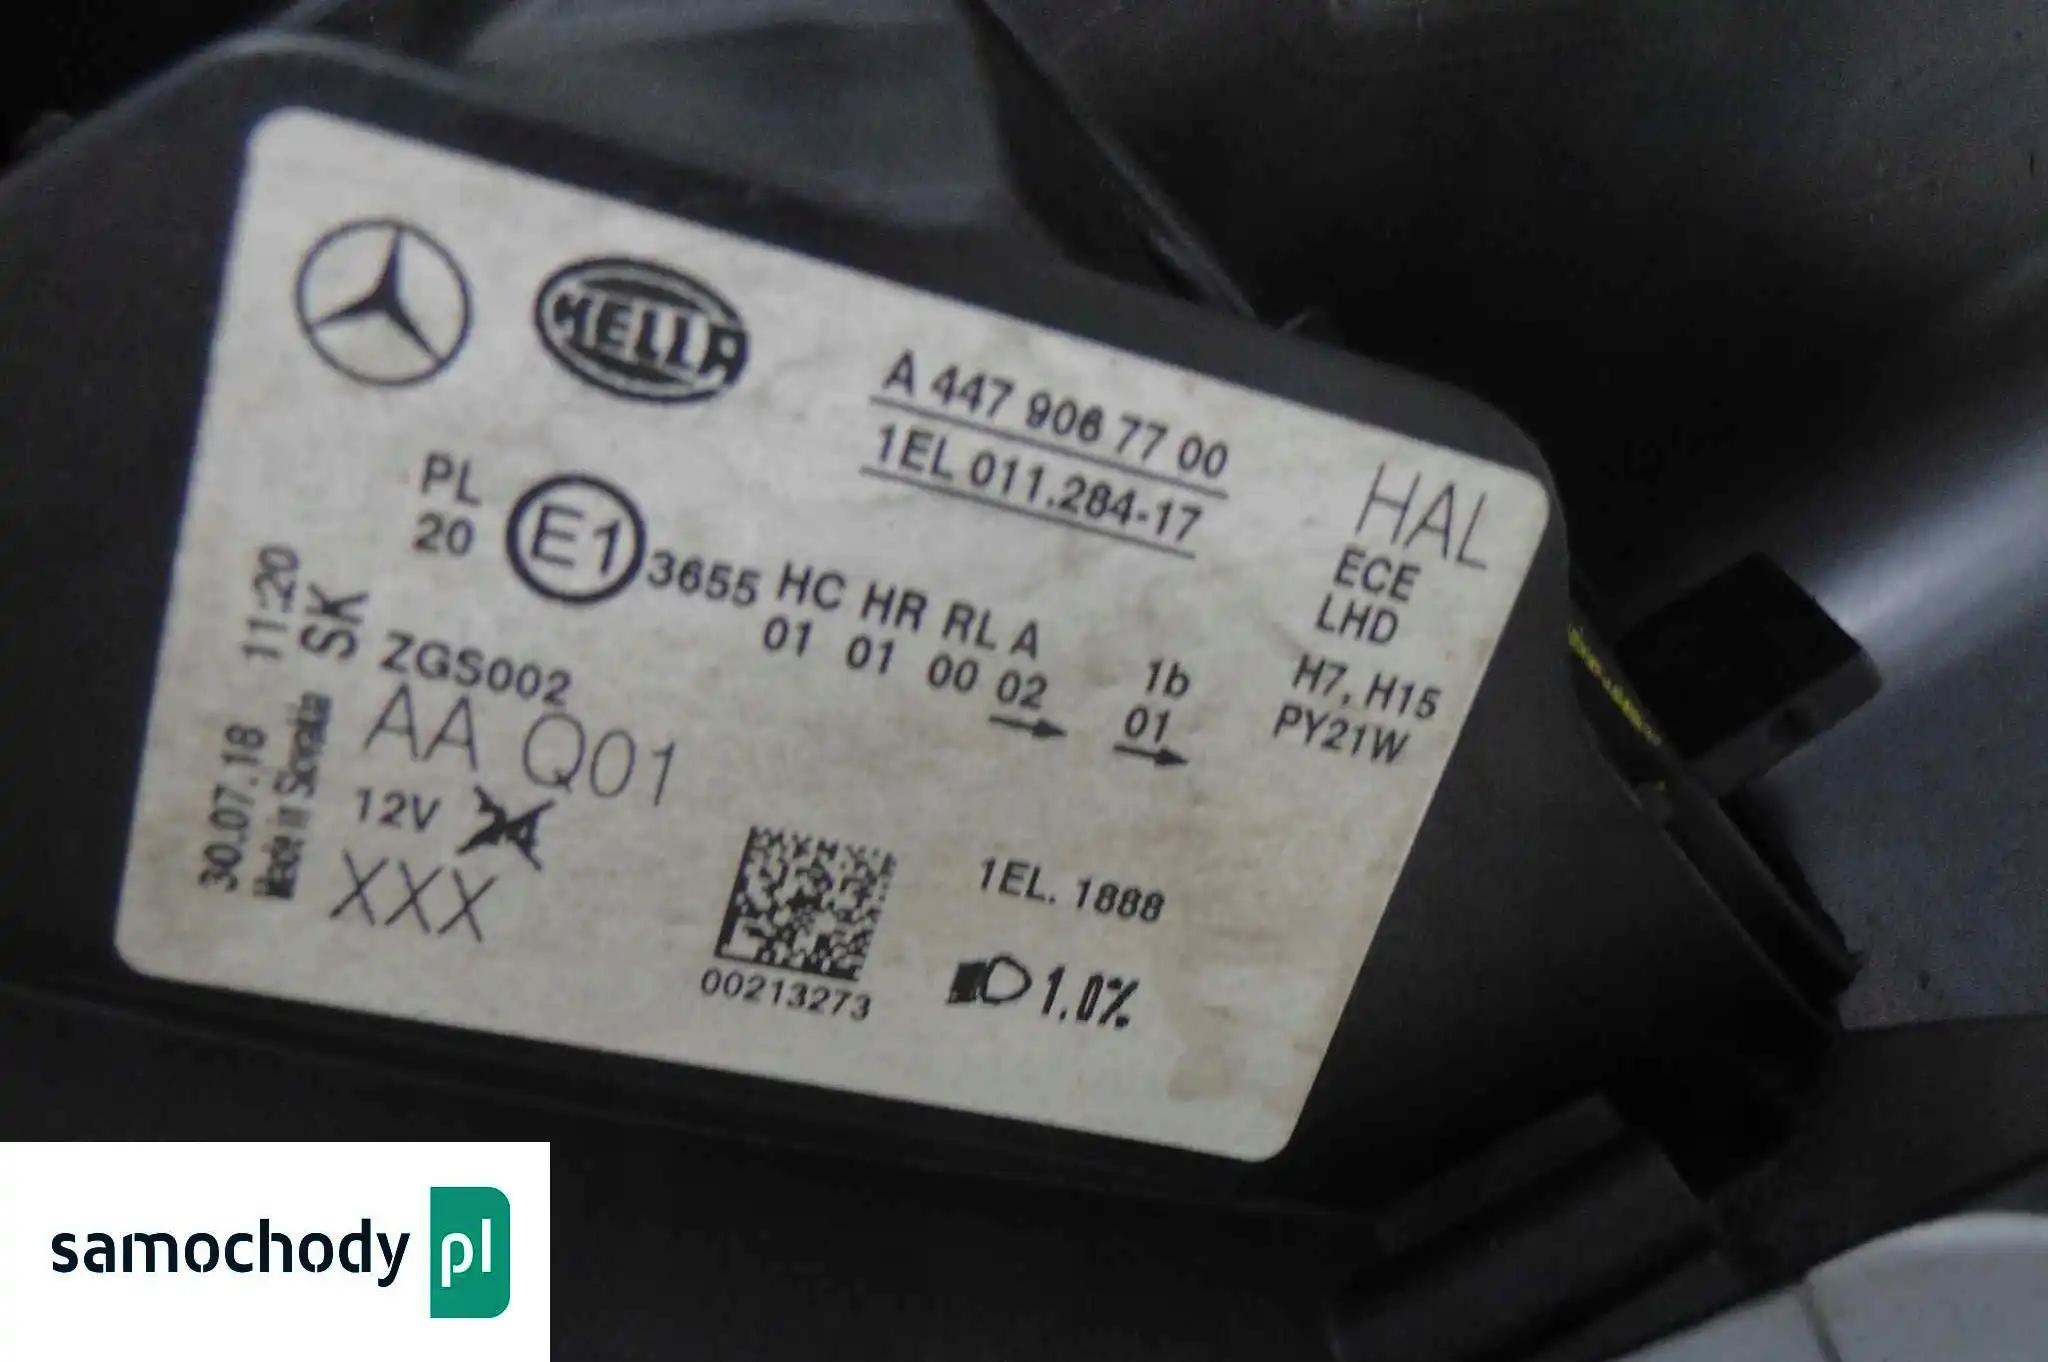 HELLA
A 447 906 77 00
1EL 011.284-17
HAL
ECE
LHD
H7, H15
PY21W
PL
20
E1
3655
HC HR RL A
01 01 00 02
1b
01
ZGS002
AA Q01
12V 24
XXX
30.07.18 11:20
Made in Slovakia SK
00213273
1EL. 1888
1.0%
samochody pl